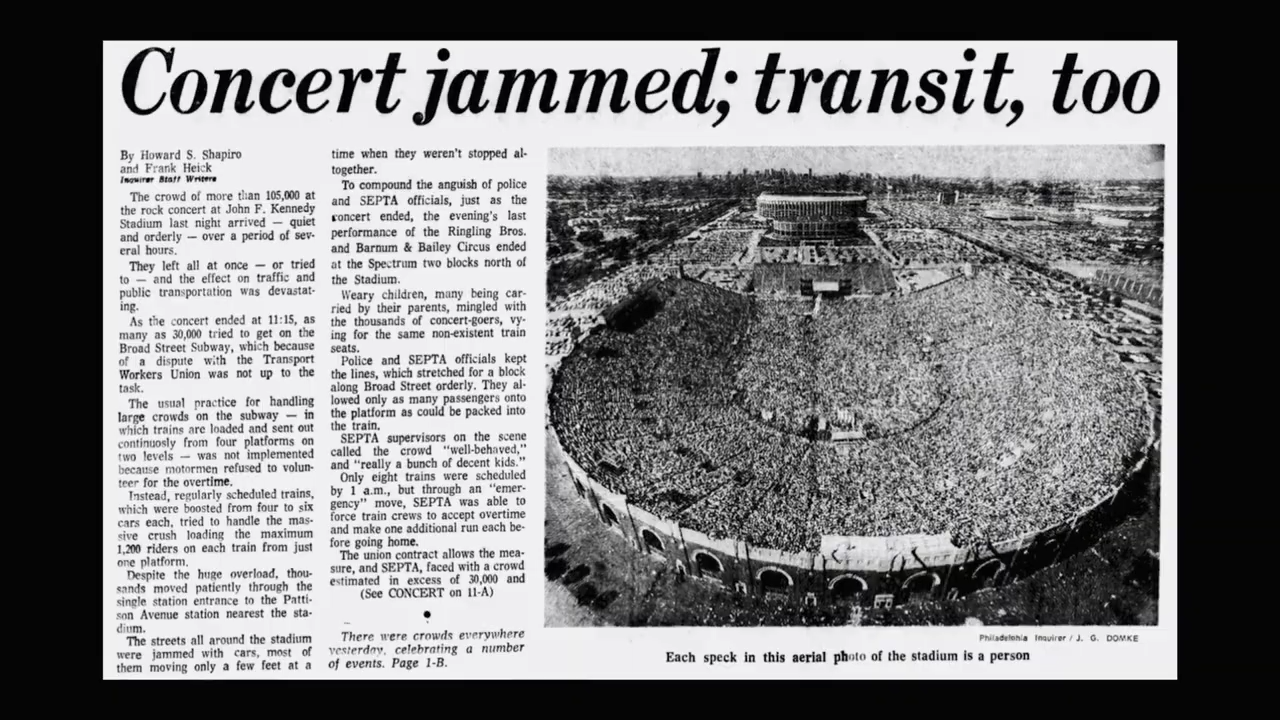 Concert jammed; transit, too
By Howard S. Shapiro
and Frank Heick
Inquirer Staff Writers
The crowd of more than 105,000 at
the rock concert at John F. Kennedy
Stadium last night arrived — quiet
and orderly — over a period of sev-
eral hours.
They left all at once — or tried
to — and the effect on traffic and
public transportation was devastat-
ing.
As the concert ended at 11:15, as
many as 30,000 tried to get on the
Broad Street Subway, which because
of a dispute with the Transport
Workers Union was not up to the
task.
The usual practice for handling
large crowds on the subway — in
which trains are loaded and sent out
continuosly from four platforms on
two levels — was not implemented
because motormen refused to volun-
teer for the overtime.
Instead, regularly scheduled trains,
which were boosted from four to six
cars each, tried to handle the mas-
sive crush loading the maximum
1,200 riders on each train from just
one platform.
Despite the huge overload, thou-
sands moved patiently through the
single station entrance to the Patti-
son Avenue station nearest the sta-
dium.
The streets all around the stadium
were jammed with cars, most of
them moving only a few feet at a
time when they weren't stopped al-
together.
To compound the anguish of police
and SEPTA officials, just as the
concert ended, the evening's last
performance of the Ringling Bros.
and Barnum & Bailey Circus ended
at the Spectrum two blocks north of
the Stadium.
Weary children, many being car-
ried by their parents, mingled with
the thousands of concert-goers, vy-
ing for the same non-existent train
seats.
Police and SEPTA officials kept
the lines, which stretched for a block
along Broad Street orderly. They al-
lowed only as many passengers onto
the platform as could be packed into
the train.
SEPTA supervisors on the scene
called the crowd "well-behaved,"
and "really a bunch of decent kids."
Only eight trains were scheduled
by 1 a.m., but through an "emer-
gency" move, SEPTA was able to
force train crews to accept overtime
and make one additional run each be-
fore going home.
The union contract allows the mea-
sure, and SEPTA, faced with a crowd
estimated in excess of 30,000 and
(See CONCERT on 11-A)
There were crowds everywhere
yesterday, celebrating a number
of events. Page 1-B.
Philadelphia Inquirer / J. G. DOMKE
Each speck in this aerial photo of the stadium is a person